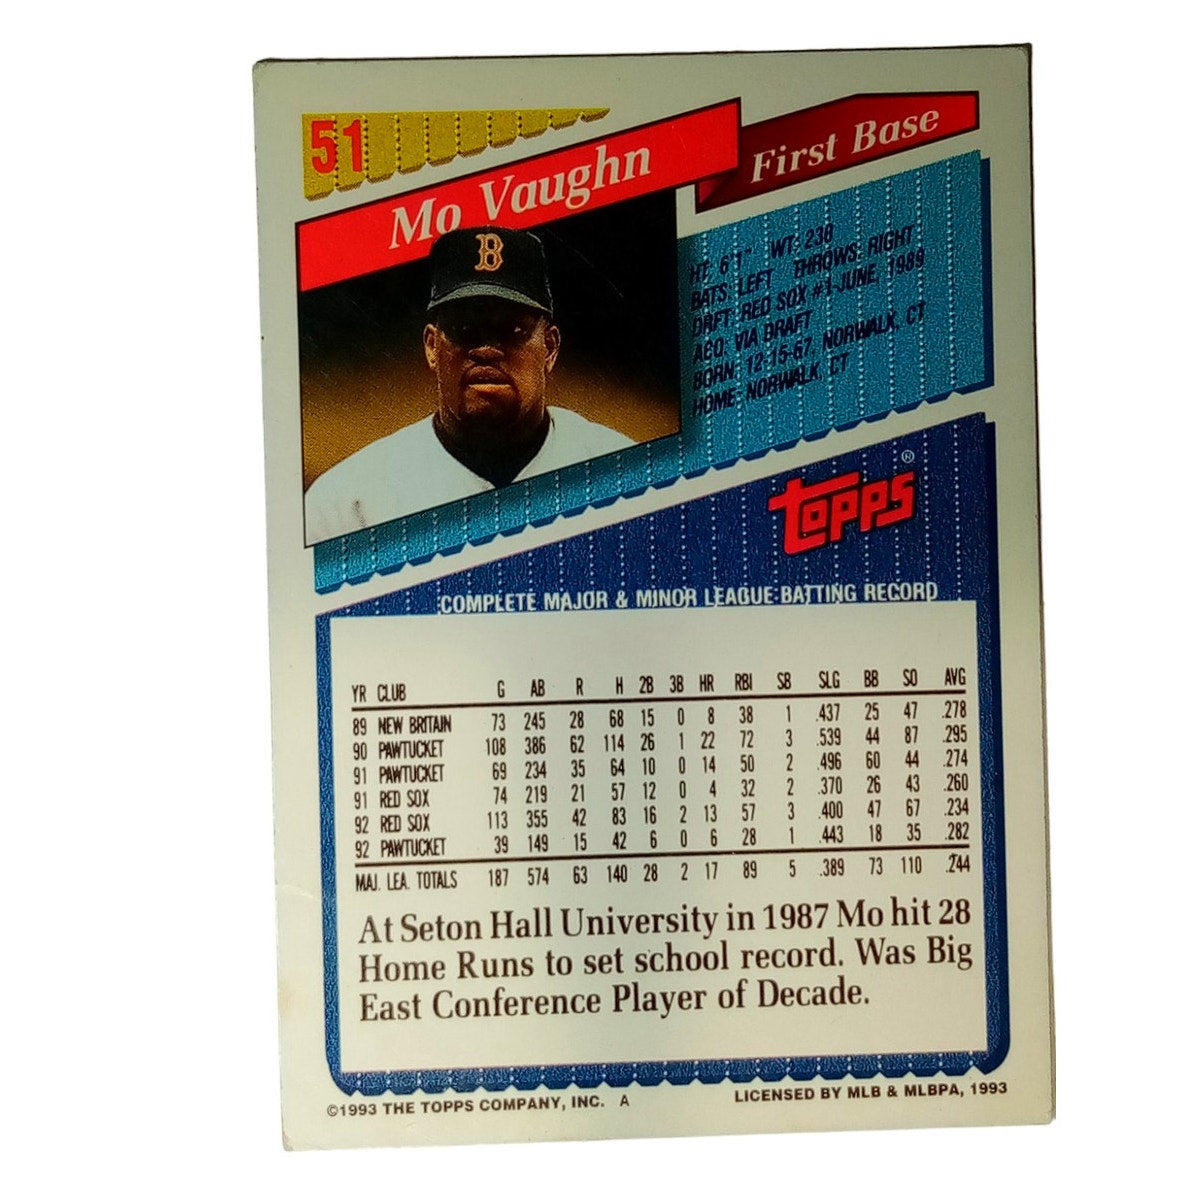 51
Mo Vaughn
First Base
B
HT: 6'1" WT: 230
BATS: LEFT THROWS: RIGHT
DRFT: RED SOX #1-JUNE, 1989
ACQ: VIA DRAFT
BORN: 12-15-67, NORWALK, CT
HOME: NORWALK, CT
Topps®
COMPLETE MAJOR & MINOR LEAGUE BATTING RECORD
YR CLUB G AB R H 2B 3B HR RBI SB SLG BB SO AVG
89 NEW BRITAIN 73 245 28 68 15 0 8 38 1 .437 25 47 .278
90 PAWTUCKET 108 386 62 114 26 1 22 72 3 .539 44 87 .295
91 PAWTUCKET 69 234 35 64 10 0 14 50 2 .496 60 44 .274
91 RED SOX 74 219 21 57 12 0 4 32 2 .370 26 43 .260
92 RED SOX 113 355 42 83 16 2 13 57 3 .400 47 67 .234
92 PAWTUCKET 39 149 15 42 6 0 6 28 1 .443 18 35 .282
MAJ. LEA. TOTALS 187 574 63 140 28 2 17 89 5 .389 73 110 .244
At Seton Hall University in 1987 Mo hit 28
Home Runs to set school record. Was Big
East Conference Player of Decade.
©1993 THE TOPPS COMPANY, INC. A
LICENSED BY MLB & MLBPA, 1993